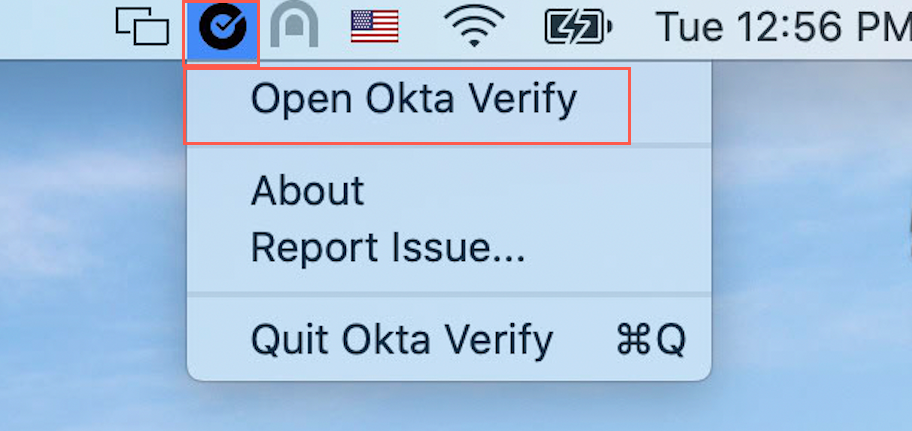 Tue 12:56 PM
Open Okta Verify
About
Report Issue...
Quit Okta Verify ⌘Q